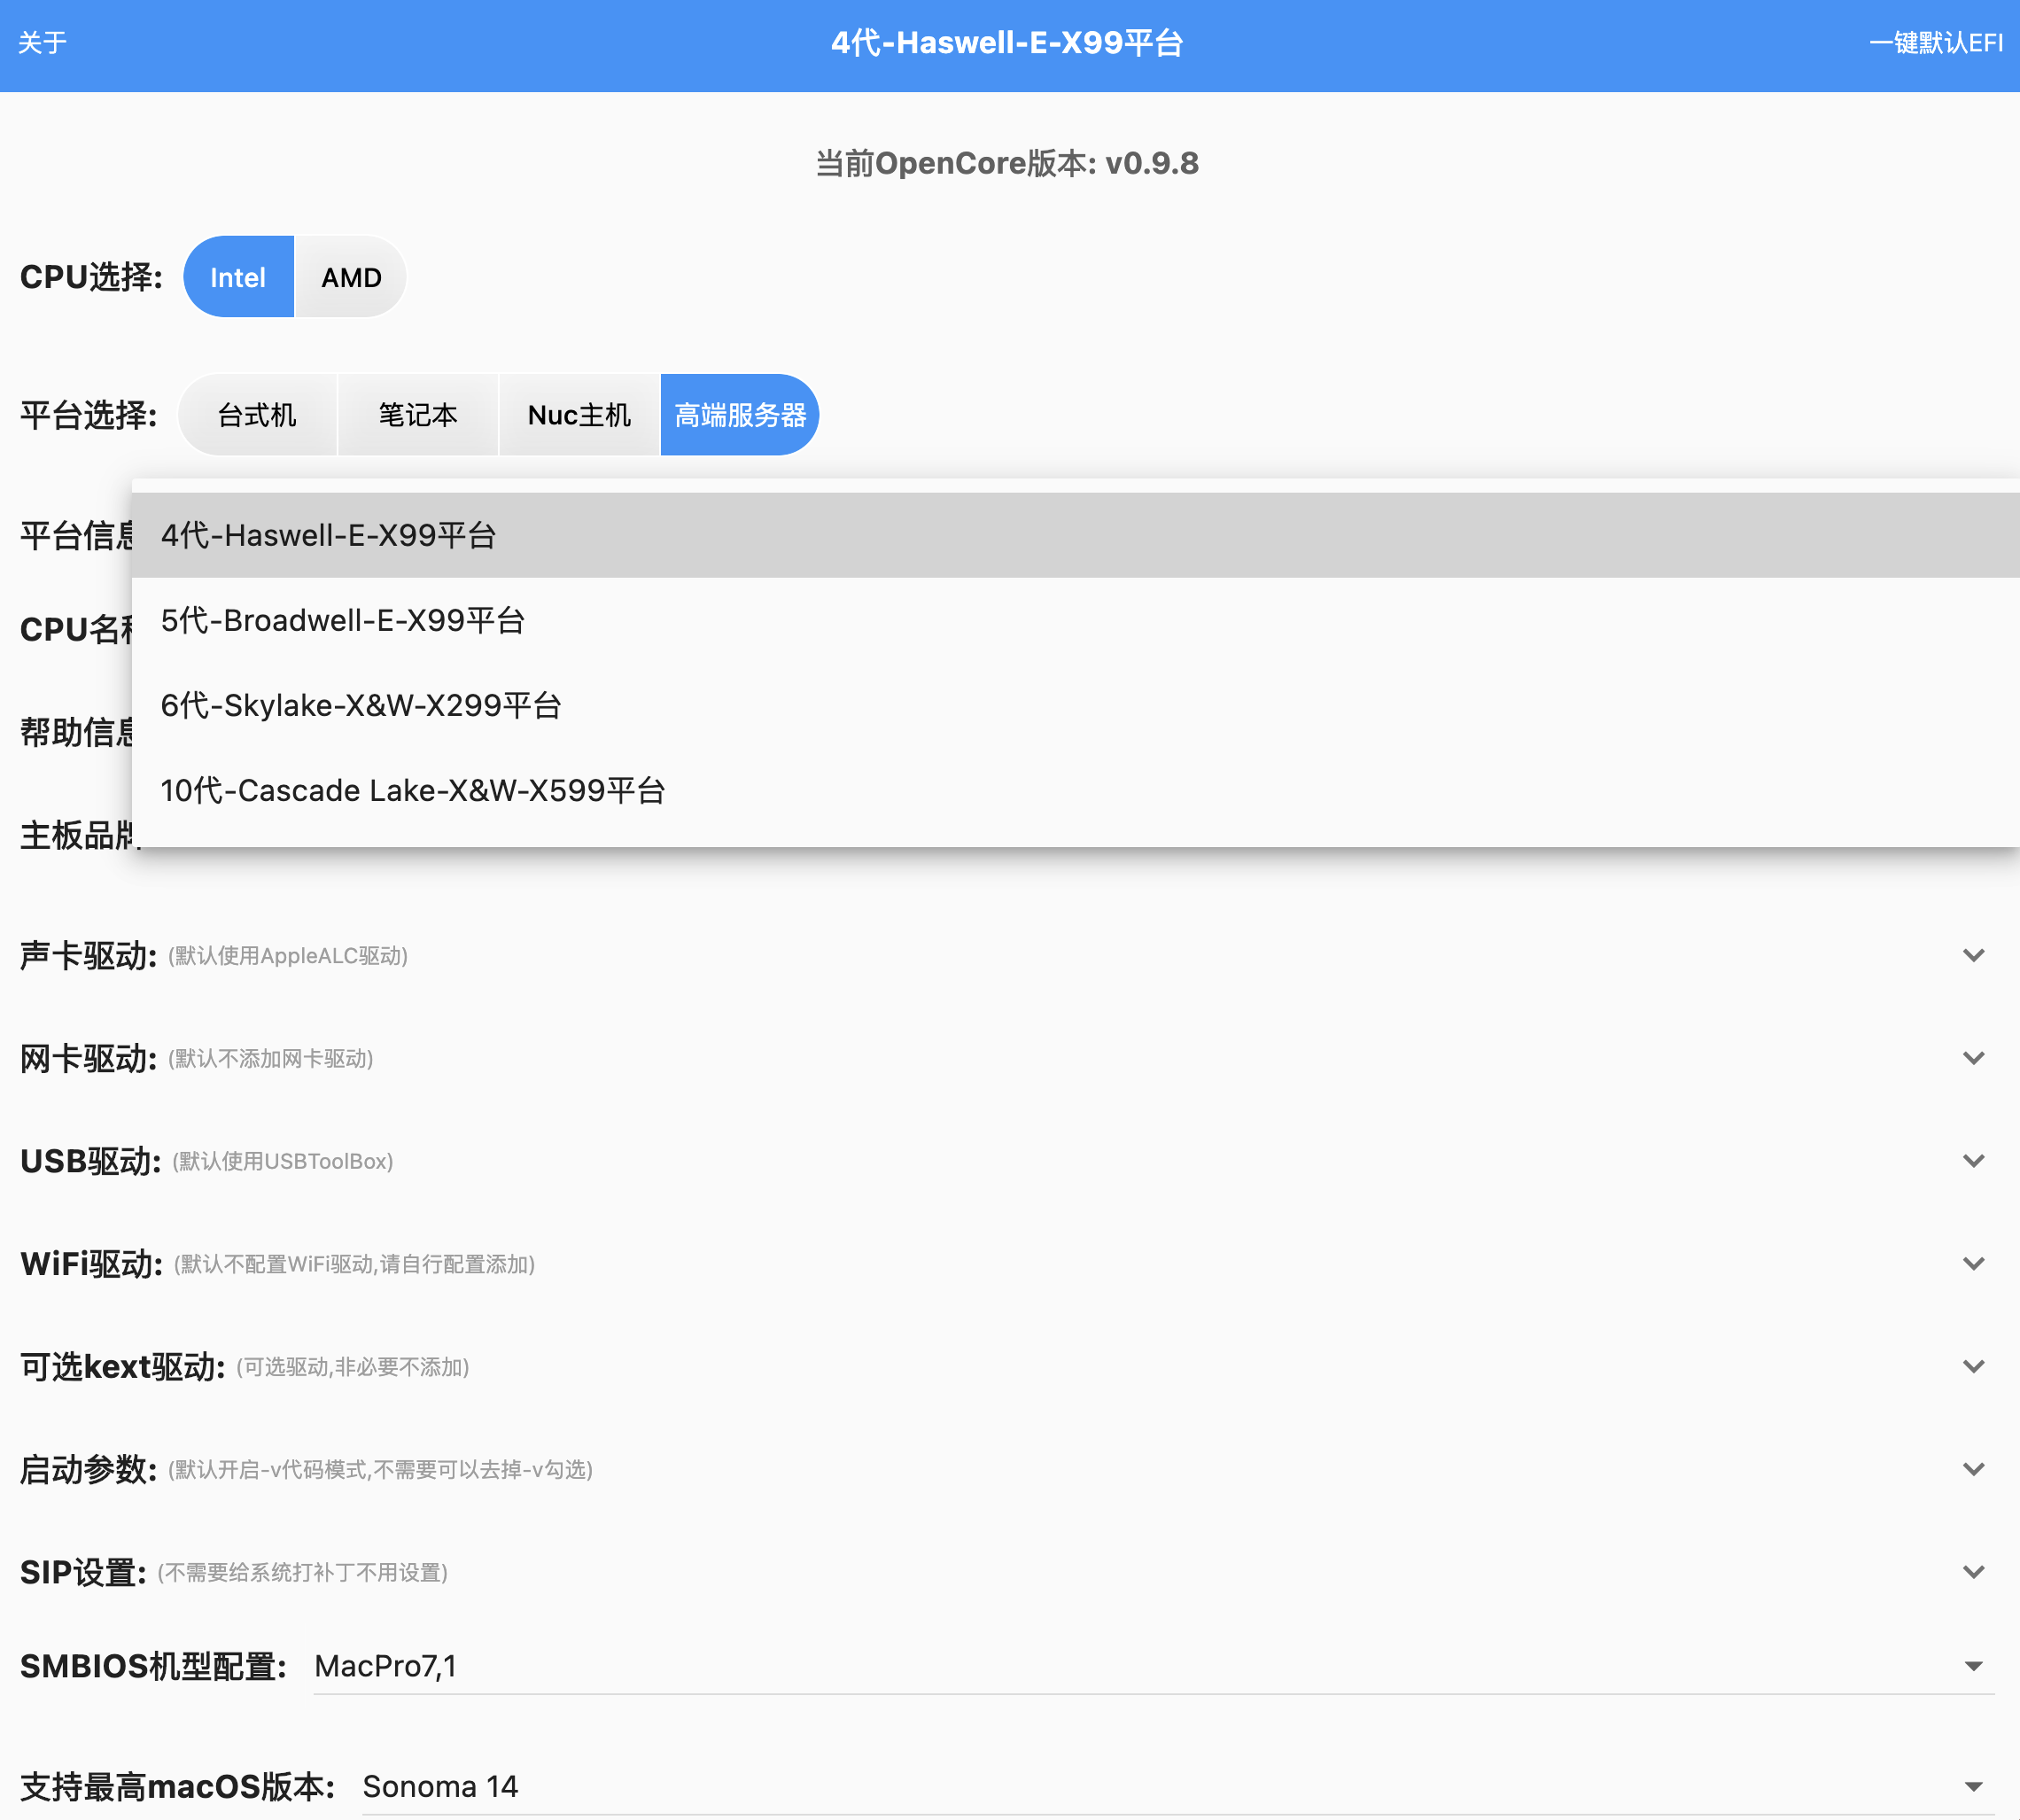 关于
4代-Haswell-E-X99平台
一键默认EFI
当前OpenCore版本: v0.9.8
CPU选择: Intel AMD
平台选择: 台式机 笔记本 Nuc主机 高端服务器
平台信息
4代-Haswell-E-X99平台
5代-Broadwell-E-X99平台
CPU名称
6代-Skylake-X&W-X299平台
帮助信息
10代-Cascade Lake-X&W-X599平台
主板品牌
声卡驱动: (默认使用AppleALC驱动)
网卡驱动: (默认不添加网卡驱动)
USB驱动: (默认使用USBToolBox)
WiFi驱动: (默认不配置WiFi驱动,请自行配置添加)
可选kext驱动: (可选驱动,非必要不添加)
启动参数: (默认开启-v代码模式,不需要可以去掉-v勾选)
SIP设置: (不需要给系统打补丁不用设置)
SMBIOS机型配置: MacPro7,1
支持最高macOS版本: Sonoma 14